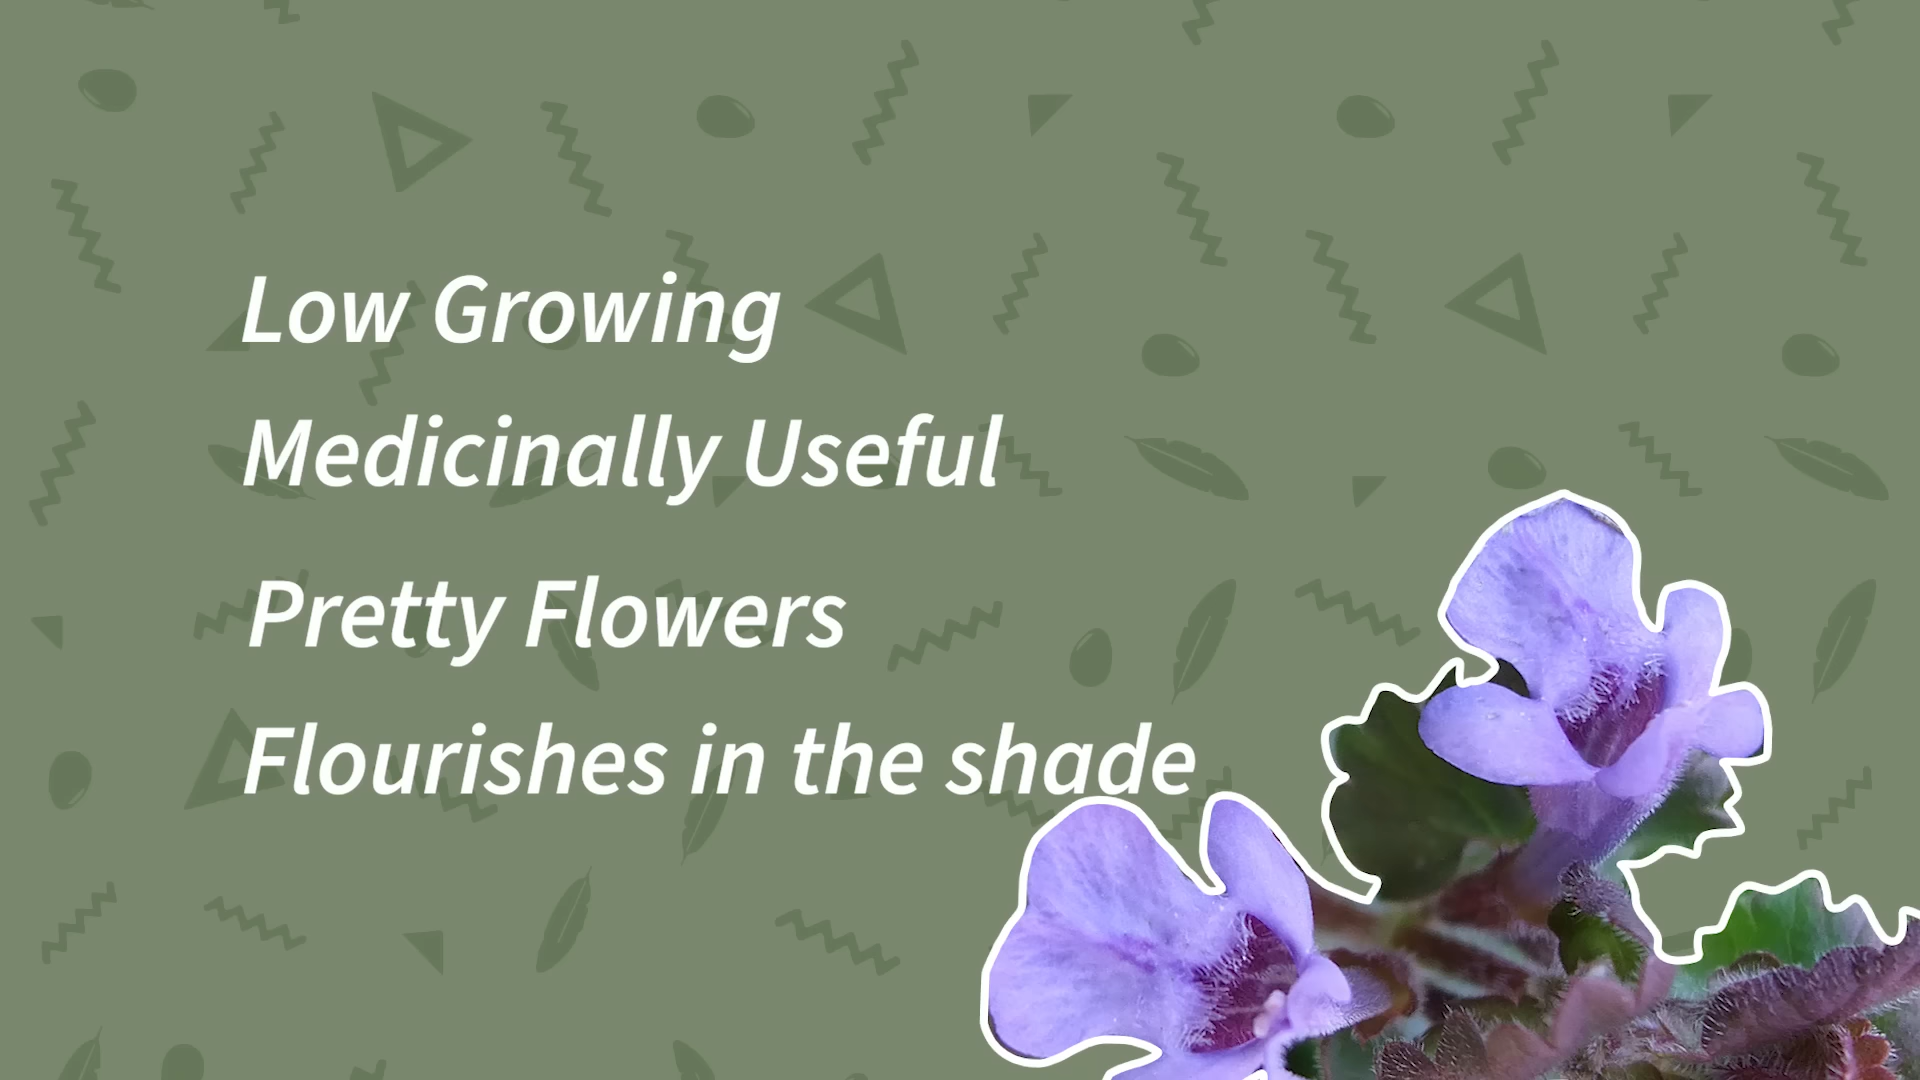 Low Growing
Medicinally Useful
Pretty Flowers
Flourishes in the shade